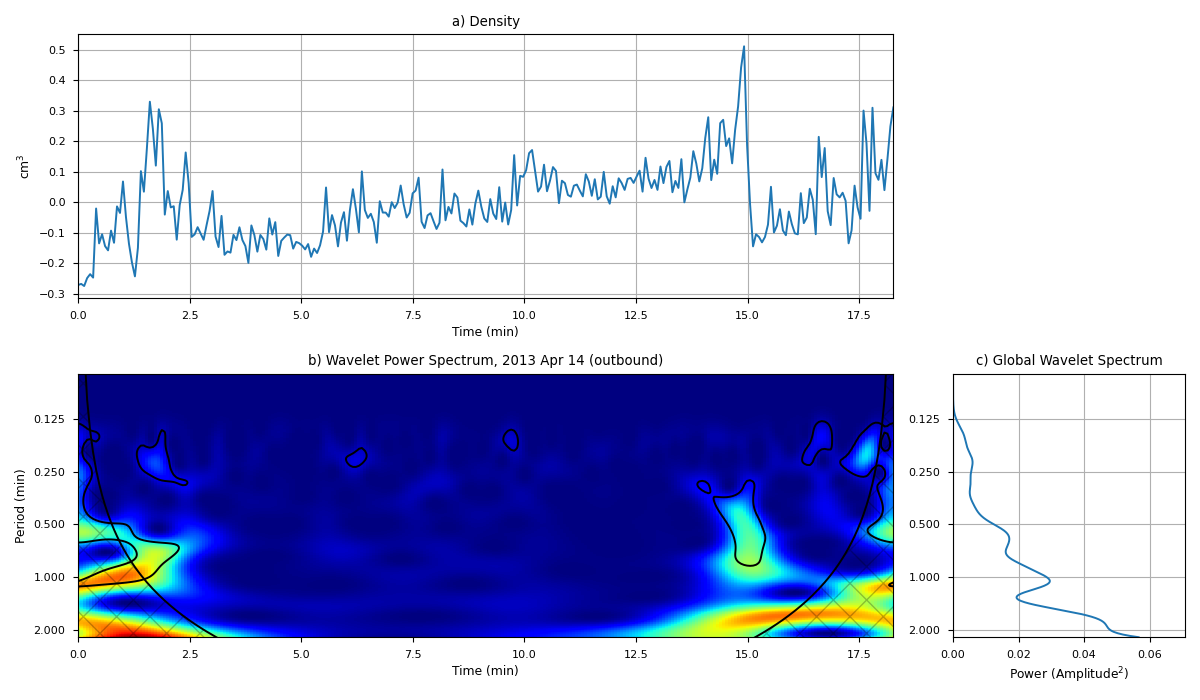 a) Density
cm³
0.5
0.4
0.3
0.2
0.1
0.0
−0.1
−0.2
−0.3
0.0 2.5 5.0 7.5 10.0 12.5 15.0 17.5
Time (min)
b) Wavelet Power Spectrum, 2013 Apr 14 (outbound)
Period (min)
0.125
0.250
0.500
1.000
2.000
0.0 2.5 5.0 7.5 10.0 12.5 15.0 17.5
Time (min)
c) Global Wavelet Spectrum
0.125
0.250
0.500
1.000
2.000
0.00 0.02 0.04 0.06
Power (Amplitude²)